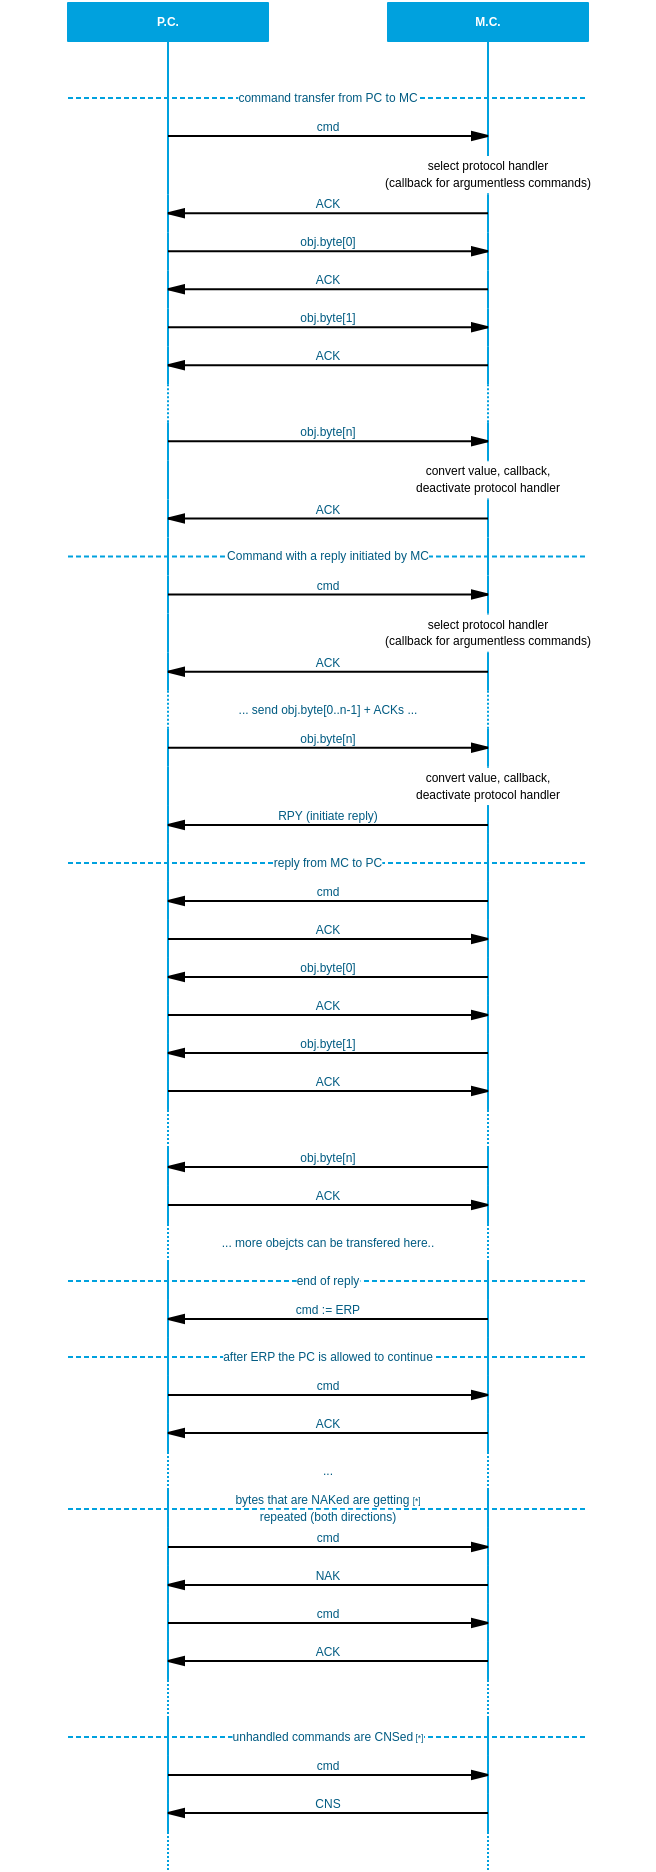 P.C.
M.C.
command transfer from PC to MC
cmd
select protocol handler
(callback for argumentless commands)
ACK
obj.byte[0]
ACK
obj.byte[1]
ACK
obj.byte[n]
convert value, callback,
deactivate protocol handler
ACK
Command with a reply initiated by MC
cmd
select protocol handler
(callback for argumentless commands)
ACK
... send obj.byte[0..n-1] + ACKs ...
obj.byte[n]
convert value, callback,
deactivate protocol handler
RPY (initiate reply)
reply from MC to PC
cmd
ACK
obj.byte[0]
ACK
obj.byte[1]
ACK
obj.byte[n]
ACK
... more obejcts can be transfered here..
end of reply
cmd := ERP
after ERP the PC is allowed to continue
cmd
ACK
...
bytes that are NAKed are getting [*]
repeated (both directions)
cmd
NAK
cmd
ACK
unhandled commands are CNSed [*]
cmd
CNS